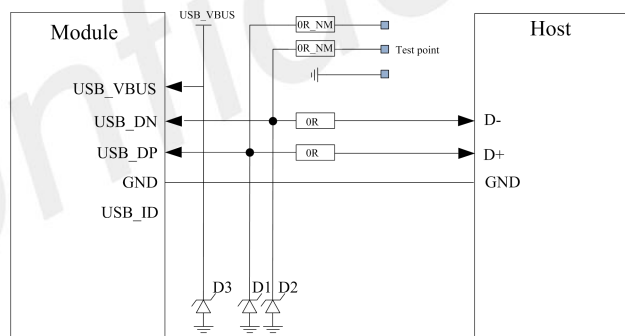 USB_VBUS
Module
Host
0R_NM
0R_NM
Test point
USB_VBUS
USB_DN
0R
D-
USB_DP
0R
D+
GND
GND
USB_ID
D3
D1
D2